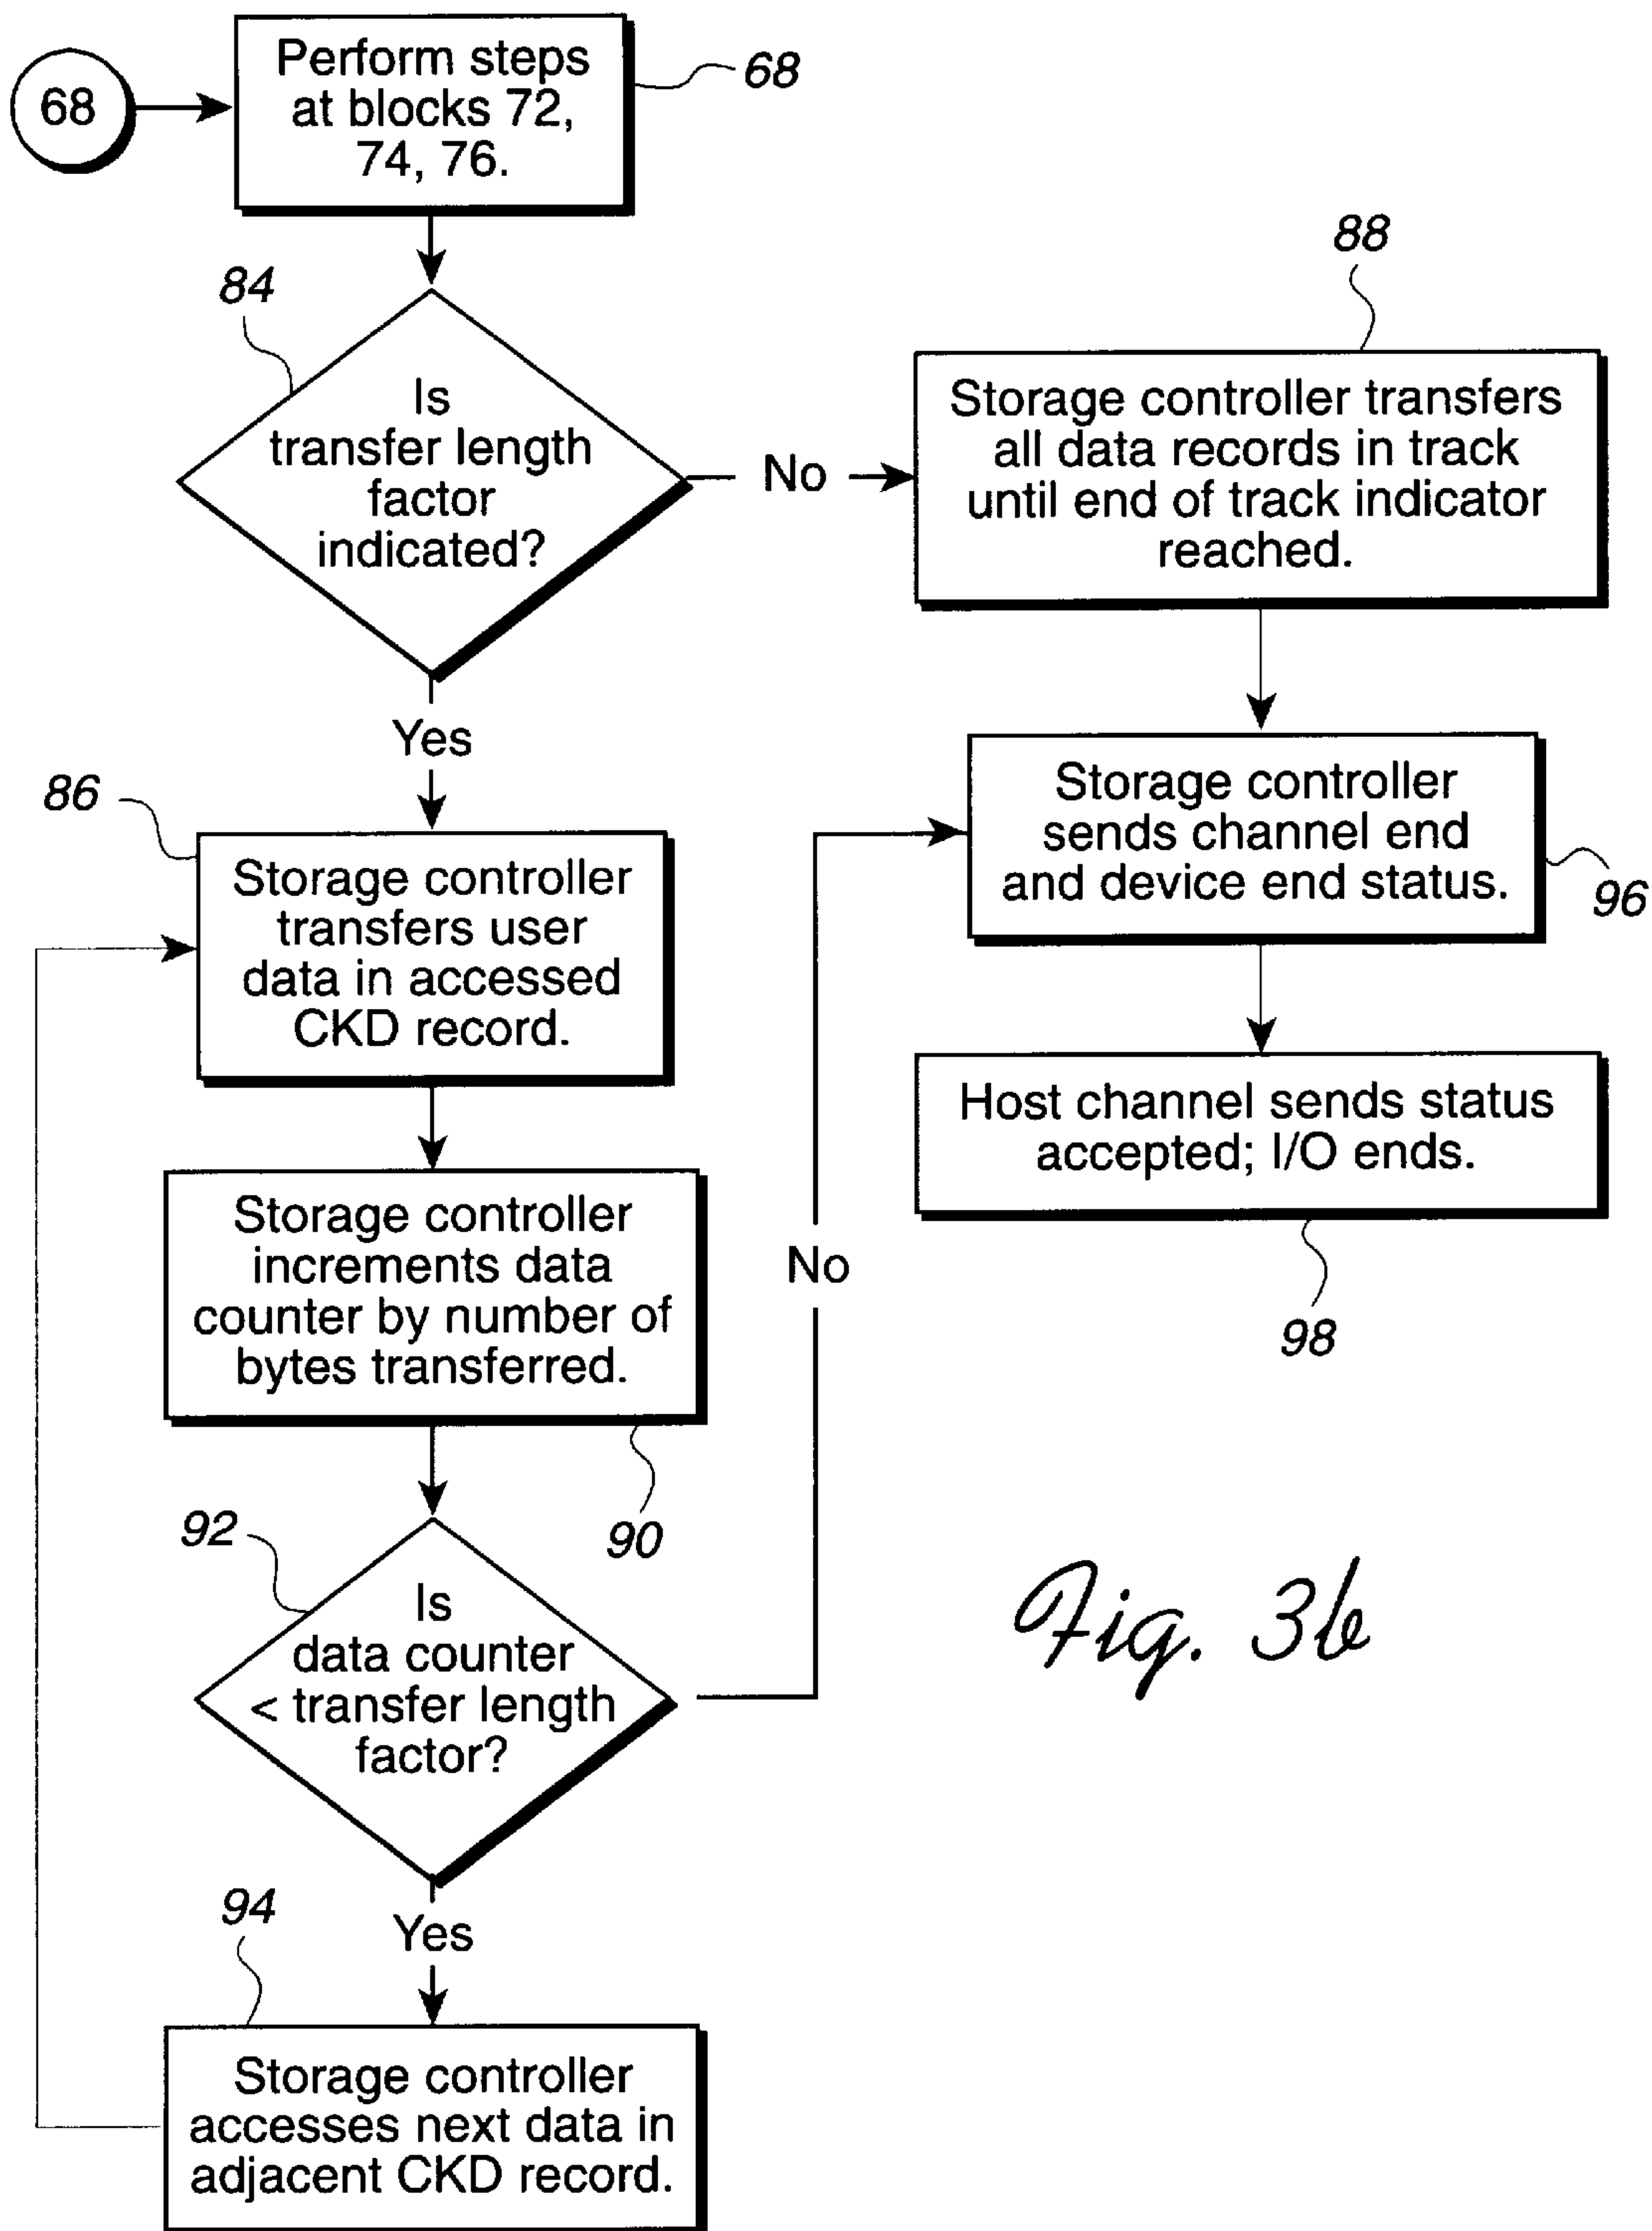 68
Perform steps
at blocks 72,
74, 76.
68
84
Is
transfer length
factor
indicated?
No
88
Storage controller transfers
all data records in track
until end of track indicator
reached.
Yes
86
Storage controller
transfers user
data in accessed
CKD record.
Storage controller
sends channel end
and device end status.
96
Host channel sends status
accepted; I/O ends.
98
Storage controller
increments data
counter by number of
bytes transferred.
90
No
92
Is
data counter
< transfer length
factor?
Yes
94
Storage controller
accesses next data in
adjacent CKD record.
Fig. 3b